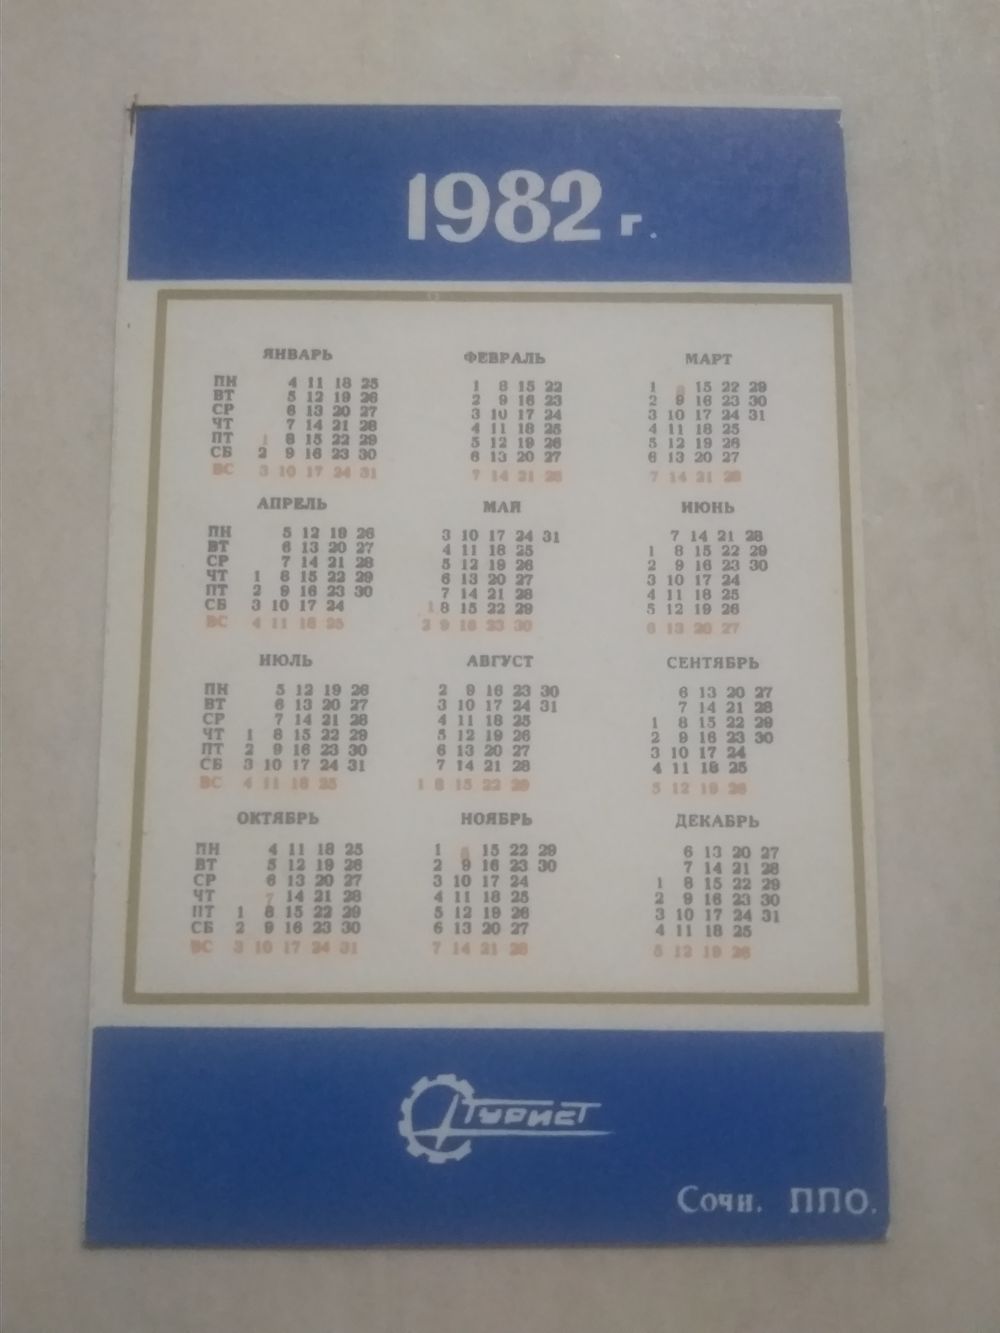 1982 г.
ЯНВАРЬ ФЕВРАЛЬ МАРТ
ПН 4 11 18 25 1 8 15 22 1 8 15 22 29
ВТ 5 12 19 26 2 9 16 23 2 9 16 23 30
СР 6 13 20 27 3 10 17 24 3 10 17 24 31
ЧТ 7 14 21 28 4 11 18 25 4 11 18 25
ПТ 1 8 15 22 29 5 12 19 26 5 12 19 26
СБ 2 9 16 23 30 6 13 20 27 6 13 20 27
ВС 3 10 17 24 31 7 14 21 28 7 14 21 28
АПРЕЛЬ МАЙ ИЮНЬ
ПН 5 12 19 26 3 10 17 24 31 7 14 21 28
ВТ 6 13 20 27 4 11 18 25 1 8 15 22 29
СР 7 14 21 28 5 12 19 26 2 9 16 23 30
ЧТ 1 8 15 22 29 6 13 20 27 3 10 17 24
ПТ 2 9 16 23 30 7 14 21 28 4 11 18 25
СБ 3 10 17 24 1 8 15 22 29 5 12 19 26
ВС 4 11 18 25 2 9 16 23 30 6 13 20 27
ИЮЛЬ АВГУСТ СЕНТЯБРЬ
ПН 5 12 19 26 2 9 16 23 30 6 13 20 27
ВТ 6 13 20 27 3 10 17 24 31 7 14 21 28
СР 7 14 21 28 4 11 18 25 1 8 15 22 29
ЧТ 1 8 15 22 29 5 12 19 26 2 9 16 23 30
ПТ 2 9 16 23 30 6 13 20 27 3 10 17 24
СБ 3 10 17 24 31 7 14 21 28 4 11 18 25
ВС 4 11 18 25 1 8 15 22 29 5 12 19 26
ОКТЯБРЬ НОЯБРЬ ДЕКАБРЬ
ПН 4 11 18 25 1 8 15 22 29 6 13 20 27
ВТ 5 12 19 26 2 9 16 23 30 7 14 21 28
СР 6 13 20 27 3 10 17 24 1 8 15 22 29
ЧТ 7 14 21 28 4 11 18 25 2 9 16 23 30
ПТ 1 8 15 22 29 5 12 19 26 3 10 17 24 31
СБ 2 9 16 23 30 6 13 20 27 4 11 18 25
ВС 3 10 17 24 31 7 14 21 28 5 12 19 26
ТУРИСТ
Сочи. ППО.